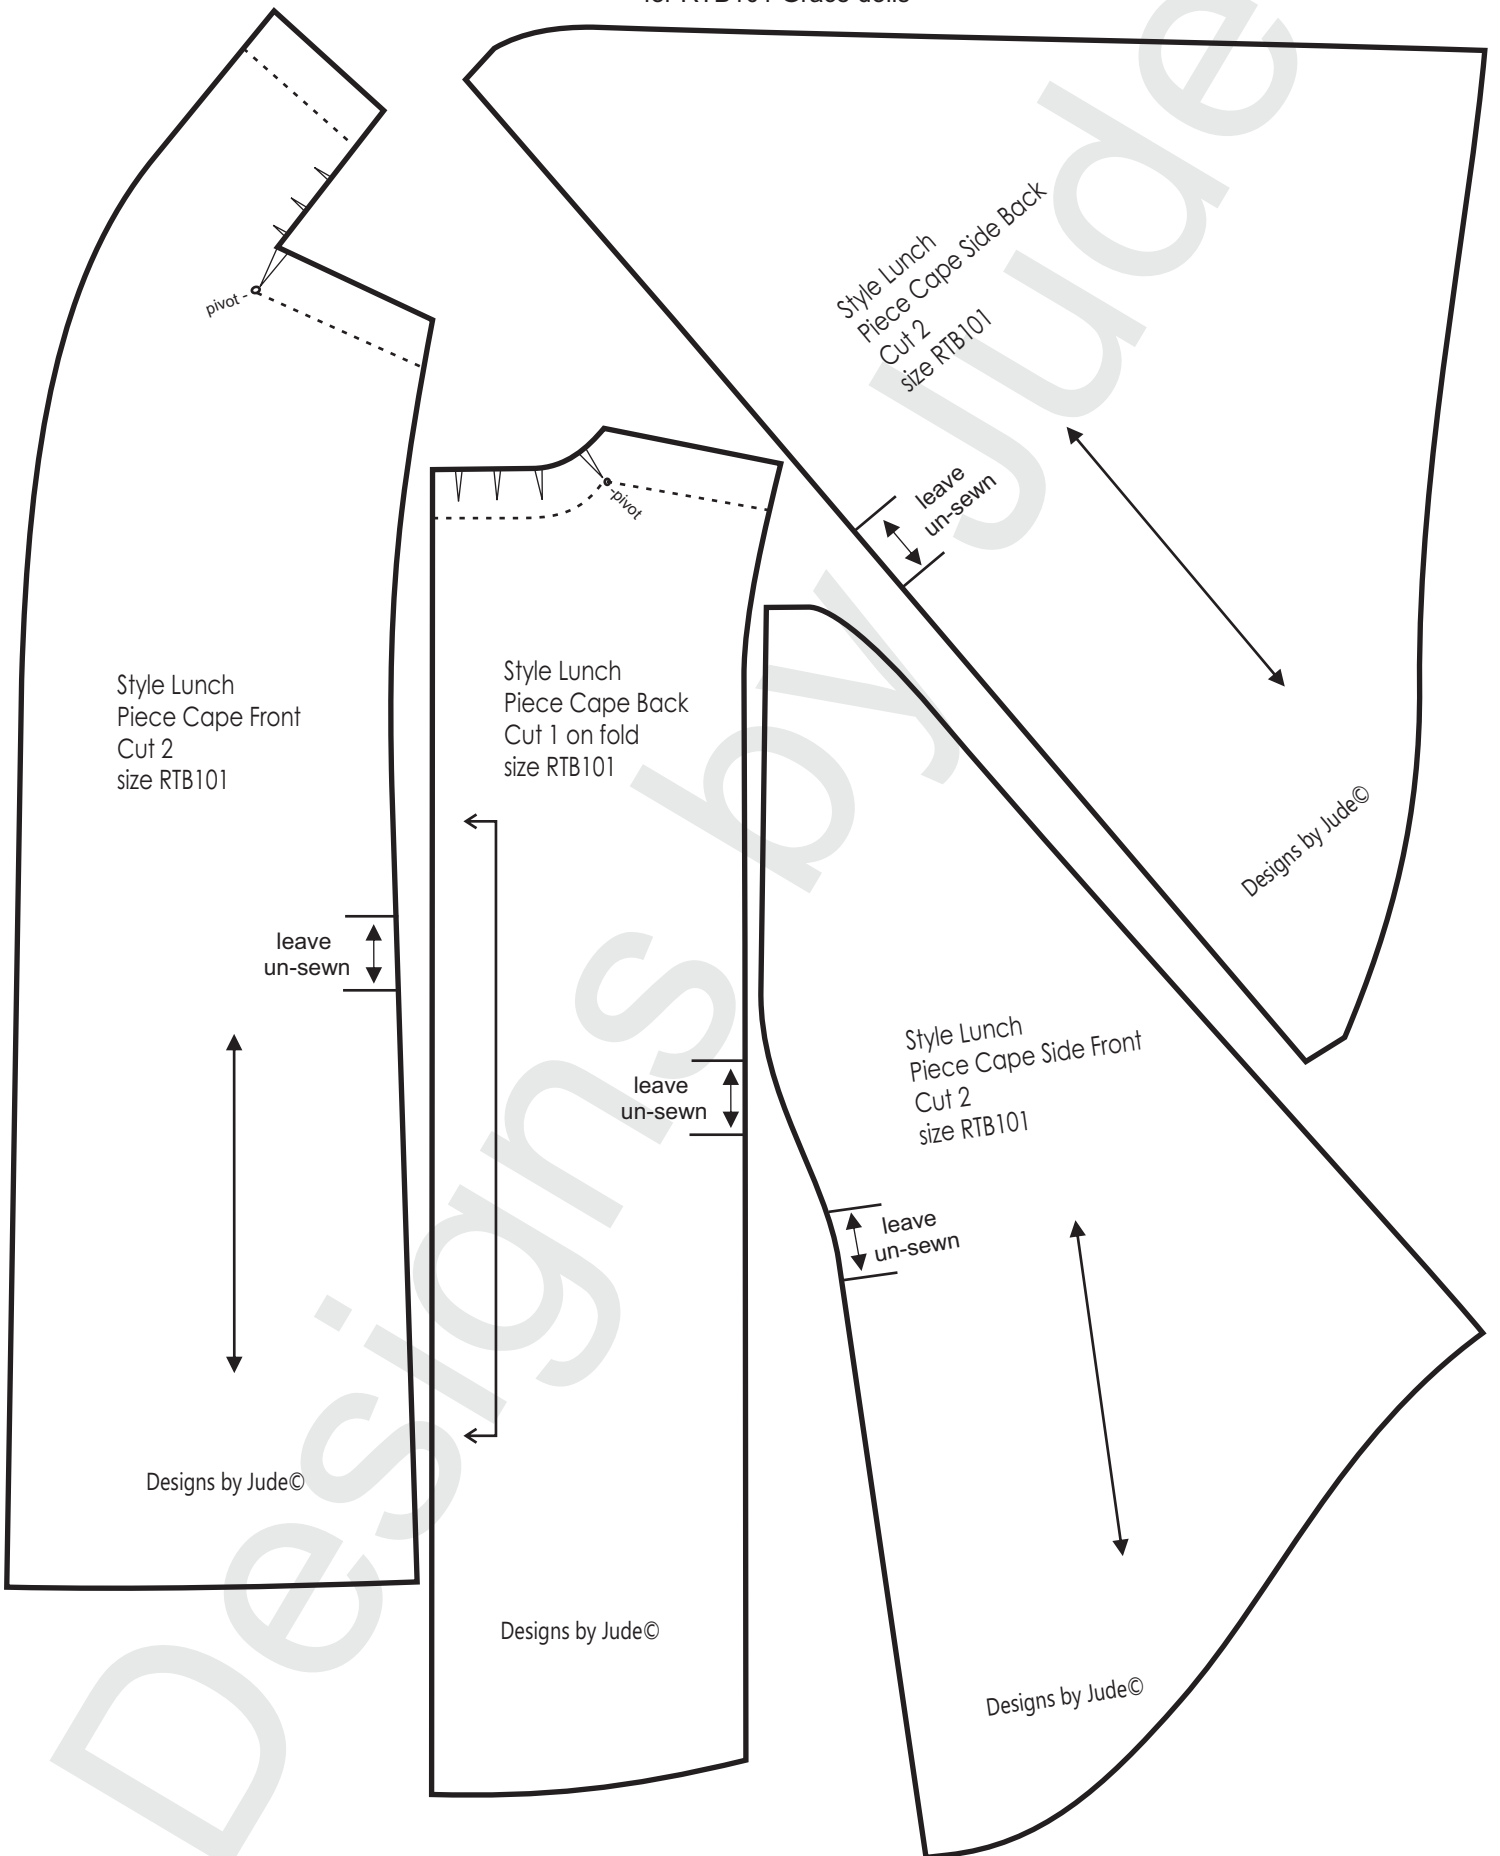 Style Lunch
Piece Cape Front
Cut 2
size RTB101
pivot -
leave
un-sewn
Designs by Jude©
Style Lunch
Piece Cape Back
Cut 1 on fold
size RTB101
-pivot
leave
un-sewn
Designs by Jude©
Style Lunch
Piece Cape Side Back
Cut 2
size RTB101
leave
un-sewn
Designs by Jude©
Style Lunch
Piece Cape Side Front
Cut 2
size RTB101
leave
un-sewn
Designs by Jude©
Designs by Jude